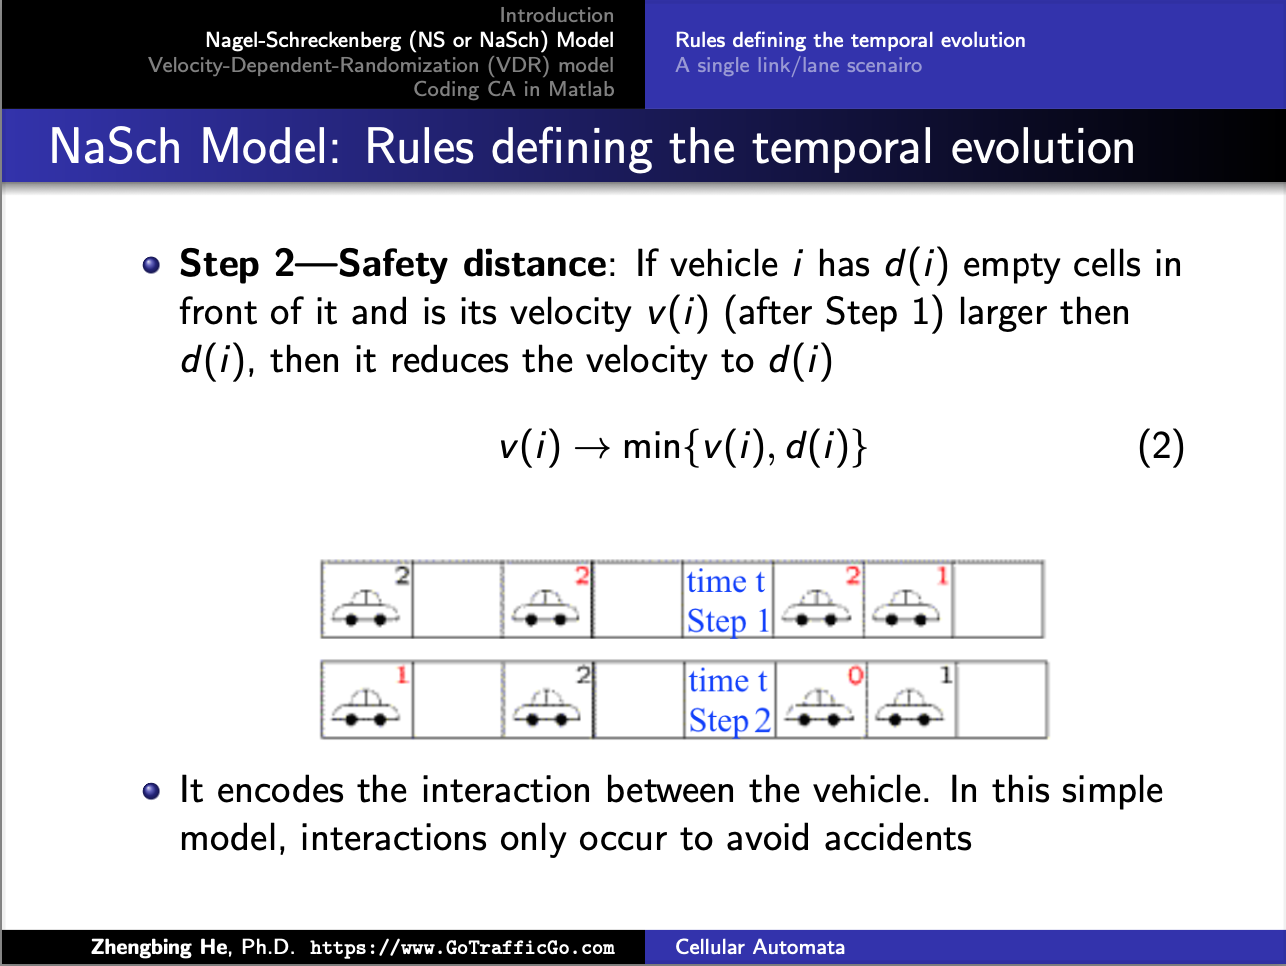 Introduction
Nagel-Schreckenberg (NS or NaSch) Model
Velocity-Dependent-Randomization (VDR) model
Coding CA in Matlab
Rules defining the temporal evolution
A single link/lane scenairo
NaSch Model: Rules defining the temporal evolution
Step 2—Safety distance: If vehicle i has d(i) empty cells in
front of it and is its velocity v(i) (after Step 1) larger then
d(i), then it reduces the velocity to d(i)
v(i) → min{v(i), d(i)} (2)
2 2 time t 2 1
Step 1
1 2 time t 0 1
Step 2
It encodes the interaction between the vehicle. In this simple
model, interactions only occur to avoid accidents
Zhengbing He, Ph.D. https://www.GoTrafficGo.com
Cellular Automata